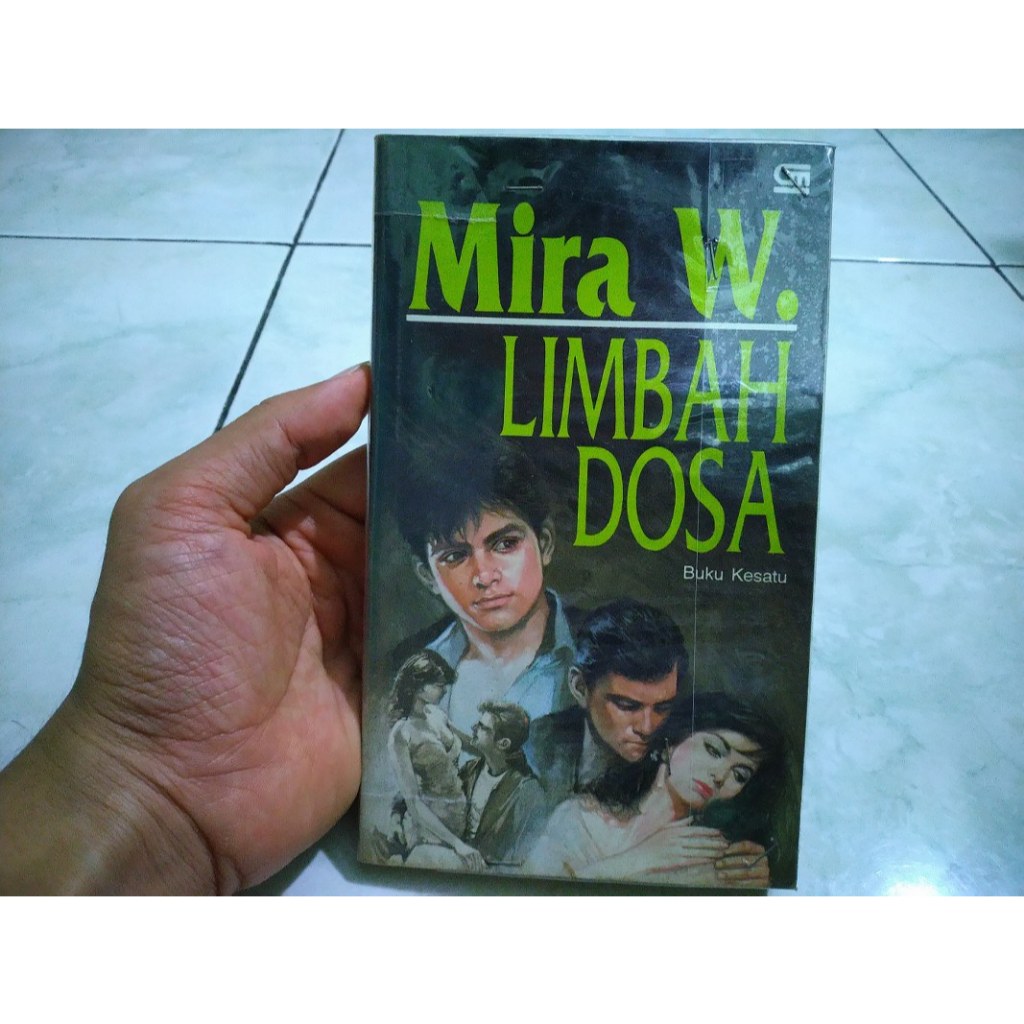 Mira W.
LIMBAH
DOSA
Buku Kesatu